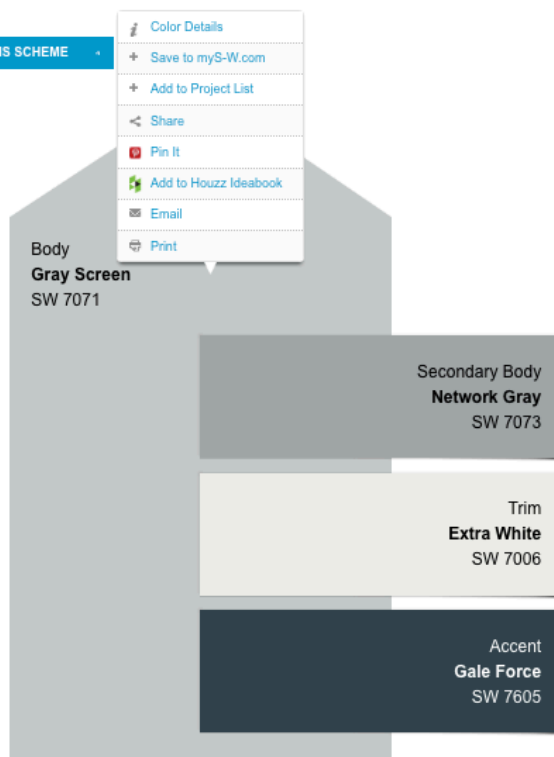 IS SCHEME
Color Details
Save to myS-W.com
Add to Project List
Share
Pin It
Add to Houzz Ideabook
Email
Print
Body
Gray Screen
SW 7071
Secondary Body
Network Gray
SW 7073
Trim
Extra White
SW 7006
Accent
Gale Force
SW 7605